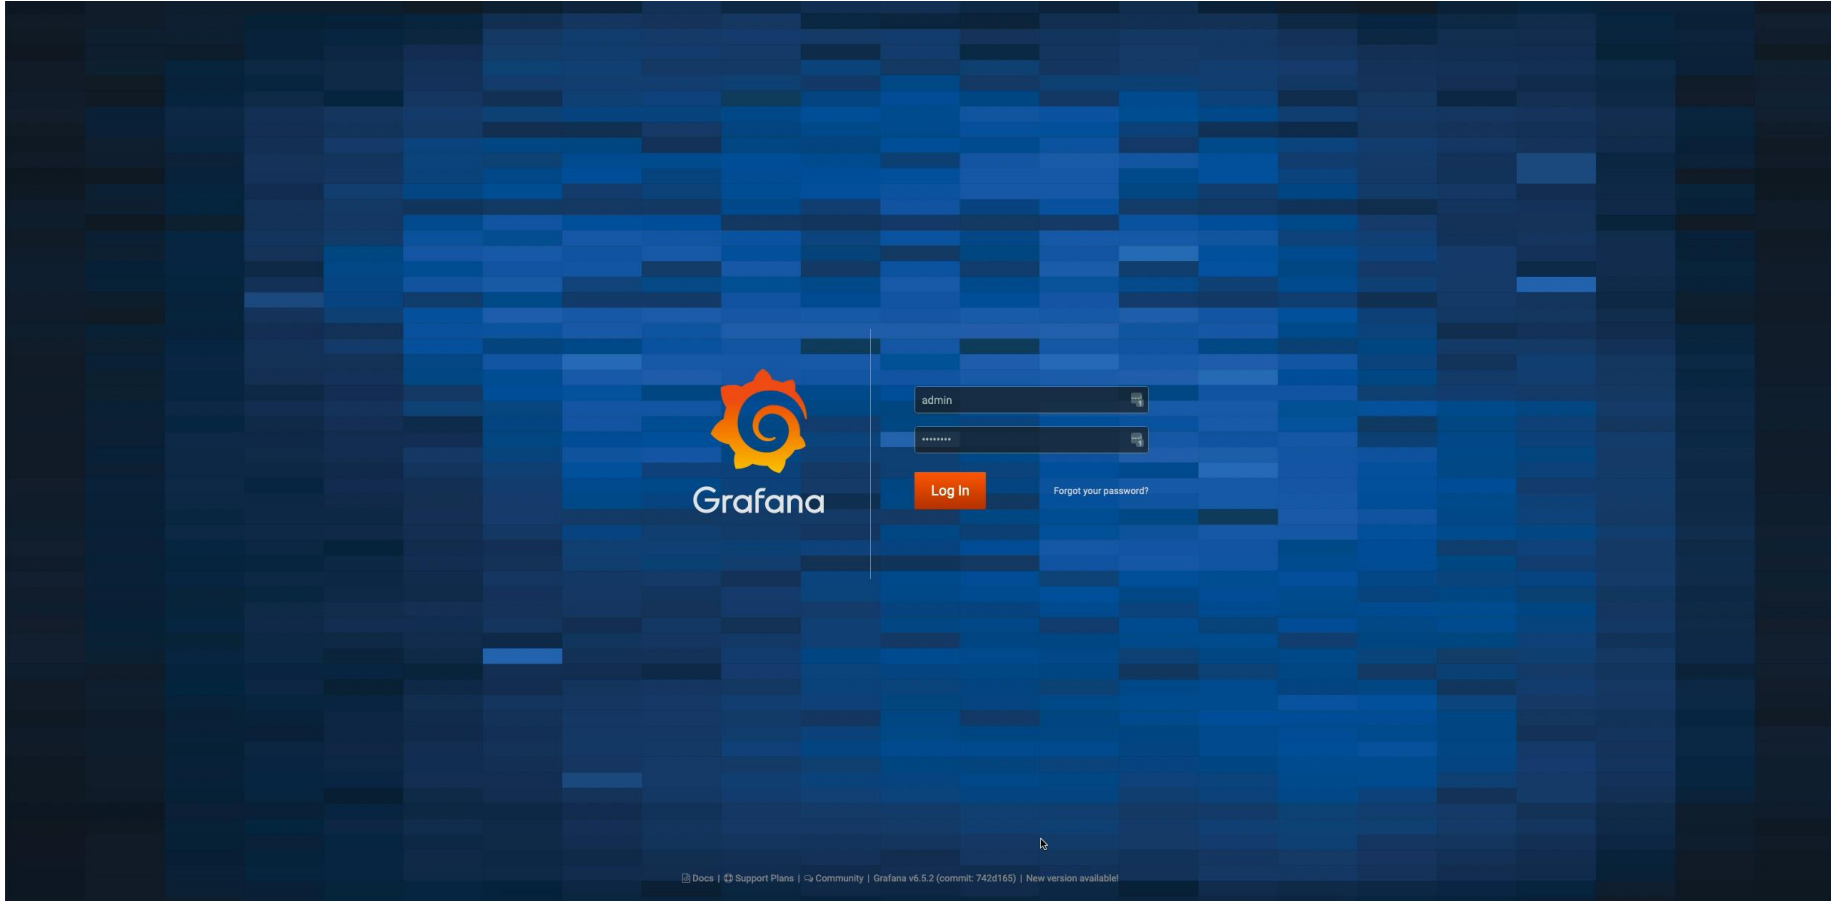 admin
••••••••
Log In
Forgot your password?
Grafana
Docs | Support Plans | Community | Grafana v6.5.2 (commit: 742d165) | New version available!